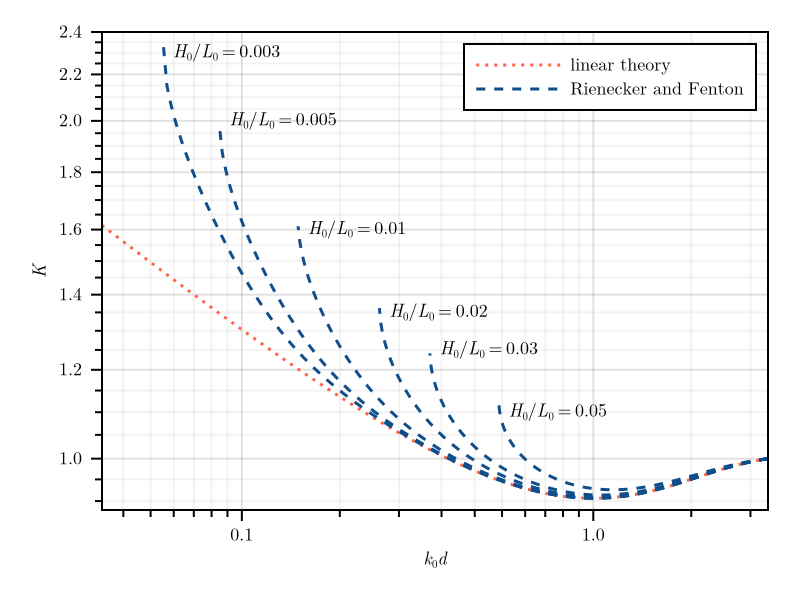 2.4
H₀/L₀ = 0.003
linear theory
Rienecker and Fenton
2.2
2.0
H₀/L₀ = 0.005
1.8
1.6
H₀/L₀ = 0.01
K
1.4
H₀/L₀ = 0.02
H₀/L₀ = 0.03
1.2
H₀/L₀ = 0.05
1.0
0.1 1.0
k₀d